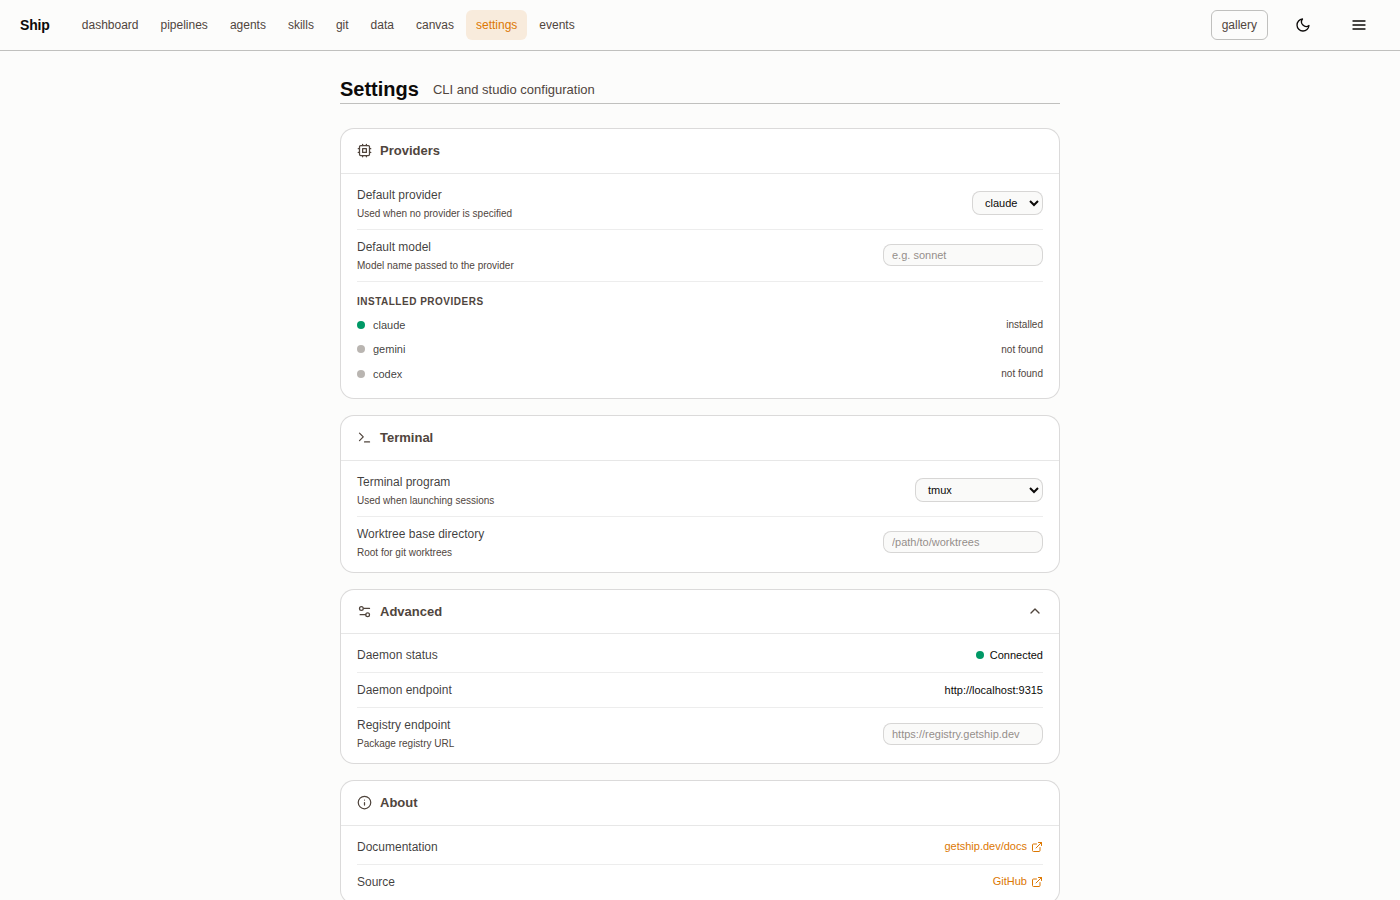 Ship dashboard pipelines agents skills git data canvas settings events gallery
Settings CLI and studio configuration
Providers
Default provider
Used when no provider is specified
claude
Default model
Model name passed to the provider
e.g. sonnet
INSTALLED PROVIDERS
claude installed
gemini not found
codex not found
Terminal
Terminal program
Used when launching sessions
tmux
Worktree base directory
Root for git worktrees
/path/to/worktrees
Advanced
Daemon status Connected
Daemon endpoint http://localhost:9315
Registry endpoint
Package registry URL
https://registry.getship.dev
About
Documentation getship.dev/docs
Source GitHub